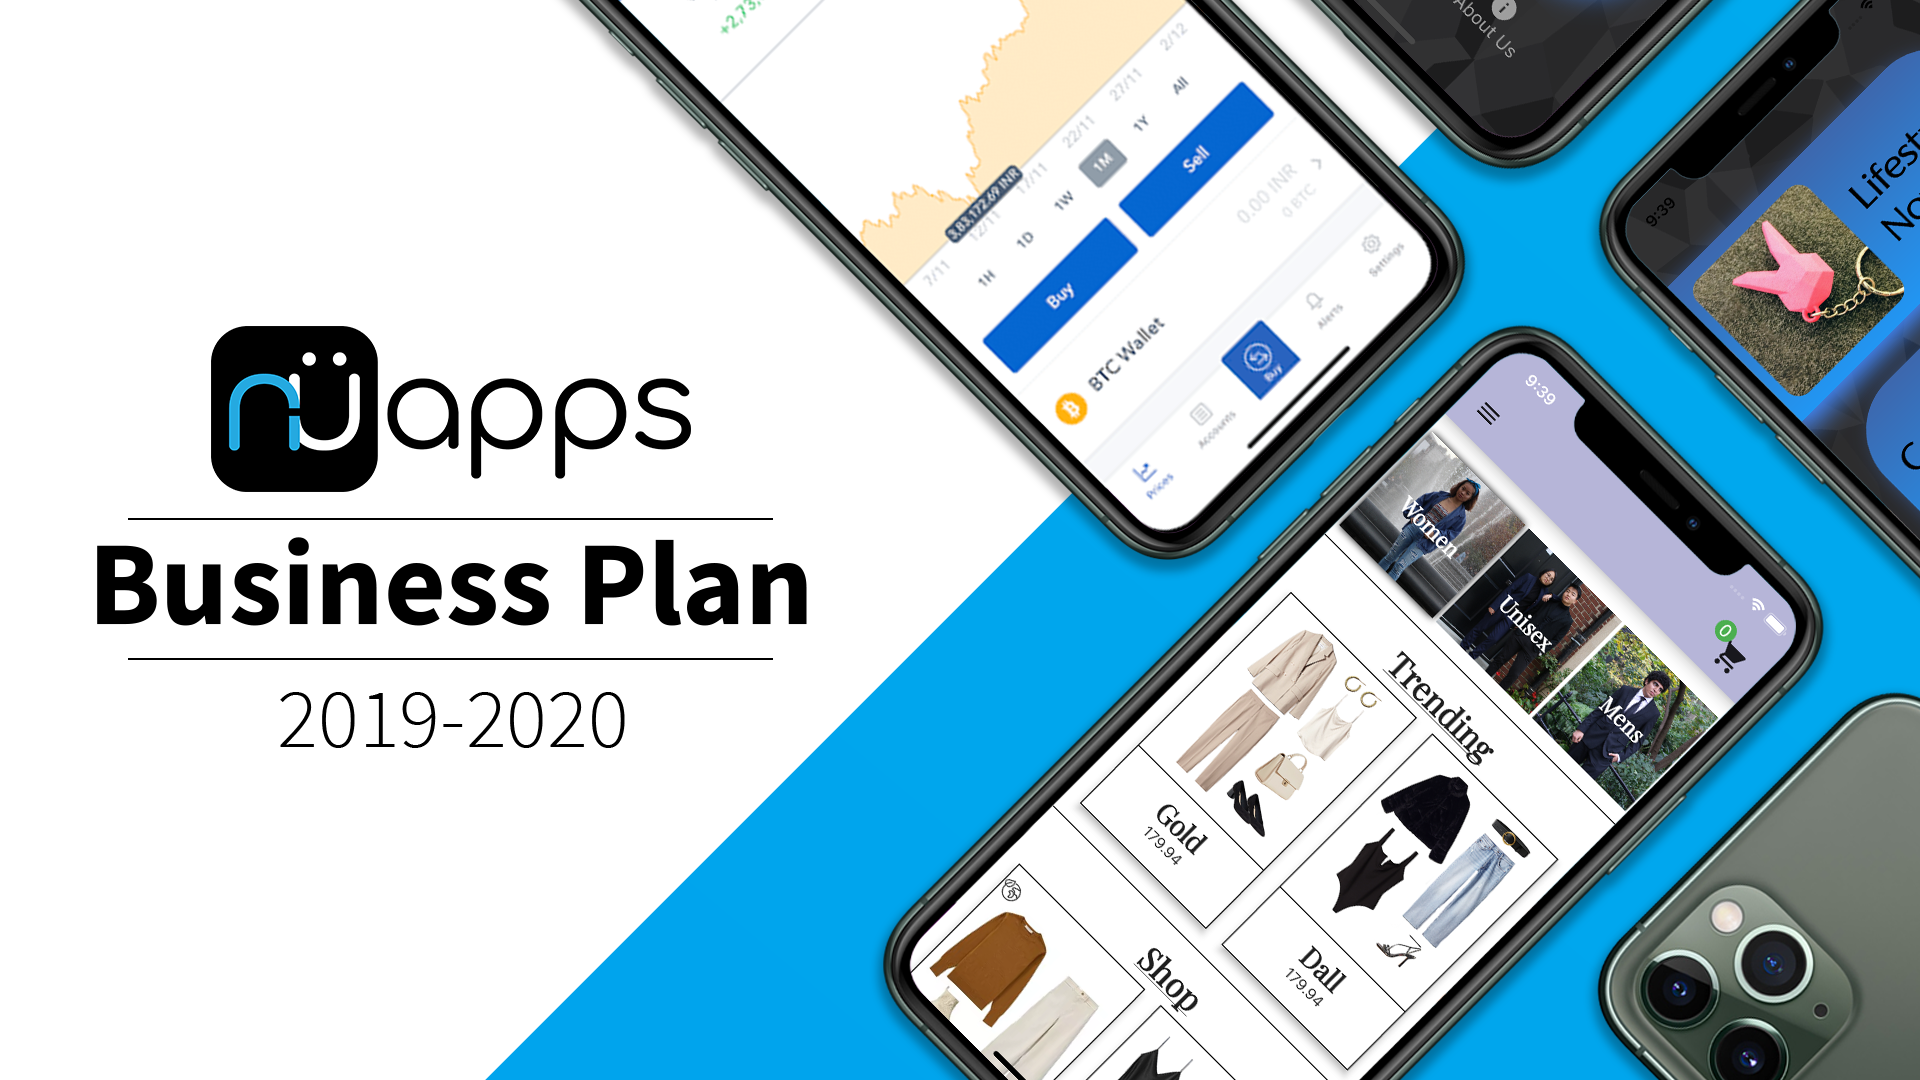 nü apps
Business Plan
2019-2020
+2,73
3,83,172.69 INR
7/11
12/11
17/11
22/11
27/11
2/12
1H
1D
1W
1M
1Y
All
Buy
Sell
BTC Wallet
0.00 INR
0 BTC
Prices
Accounts
Buy
Alerts
Settings
About Us
9:39
Lifest
No
C
9:39
0
Women
Unisex
Mens
Trending
Gold
179.94
Dall
179.94
Shop